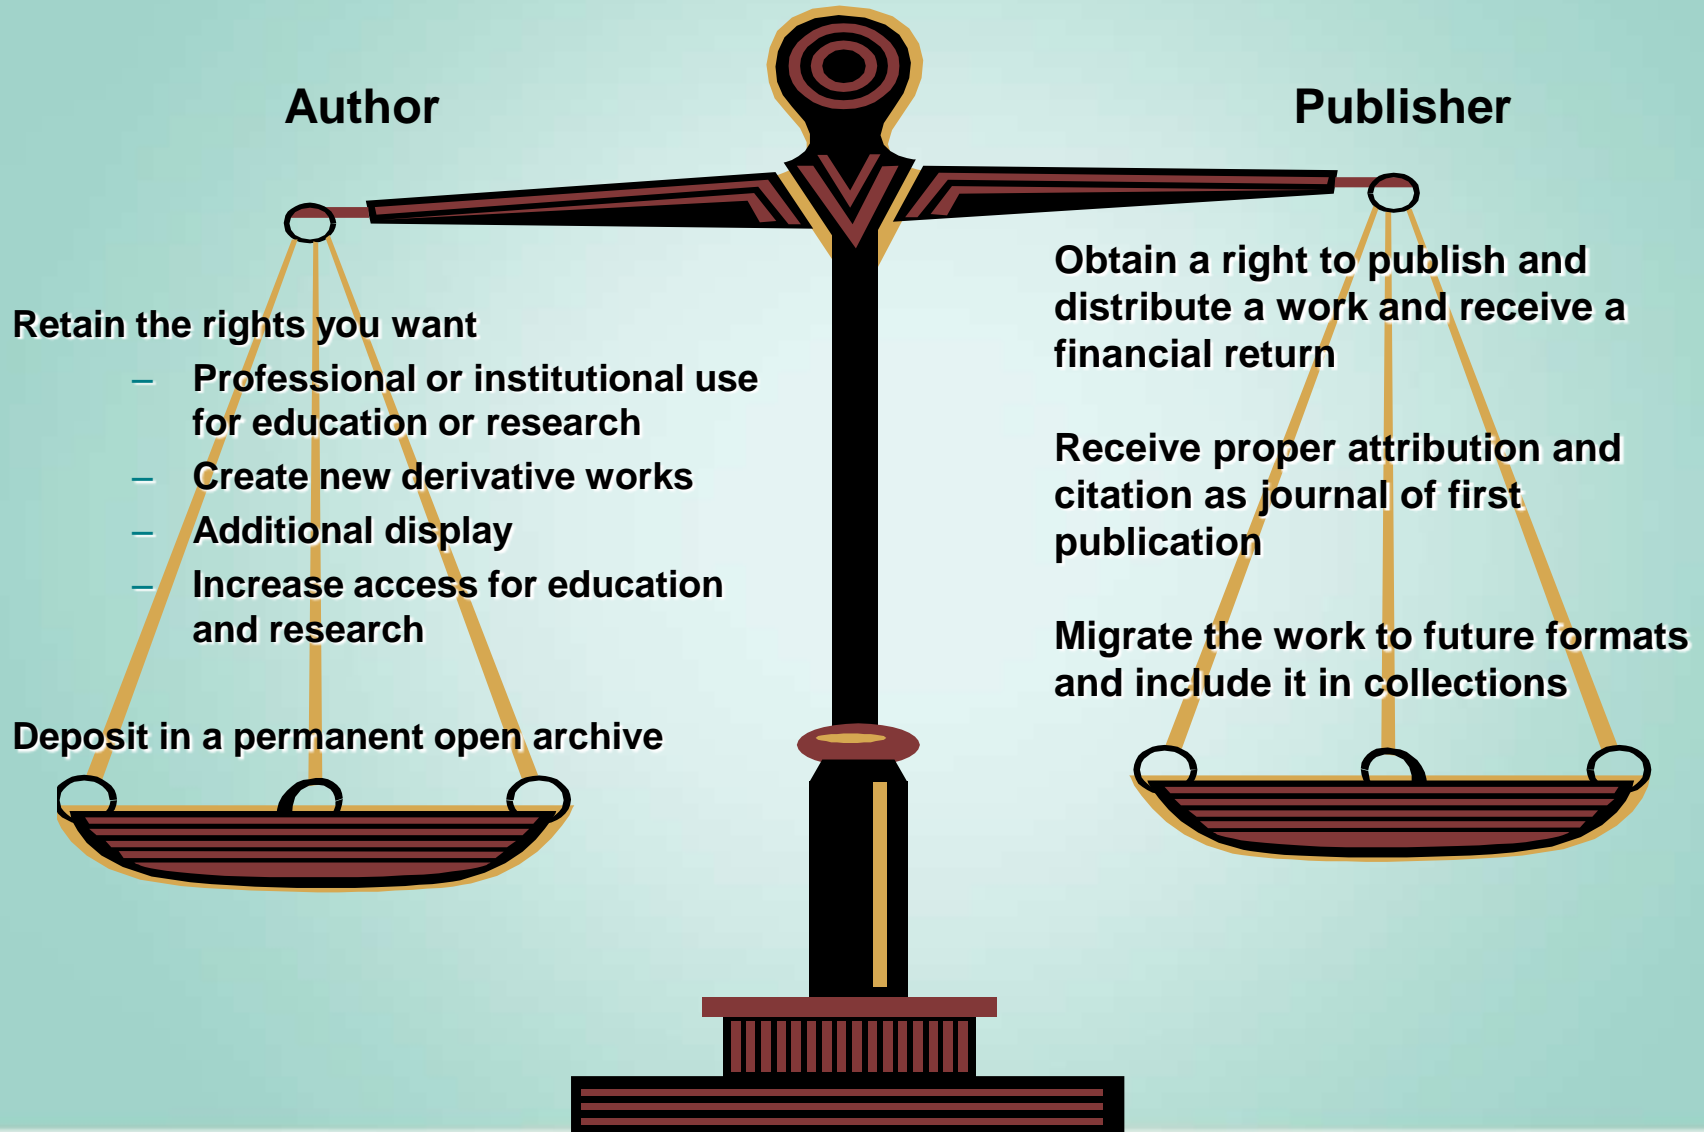 Author
Retain the rights you want
– Professional or institutional use
for education or research
– Create new derivative works
– Additional display
– Increase access for education
and research
Deposit in a permanent open archive
Publisher
Obtain a right to publish and
distribute a work and receive a
financial return
Receive proper attribution and
citation as journal of first
publication
Migrate the work to future formats
and include it in collections